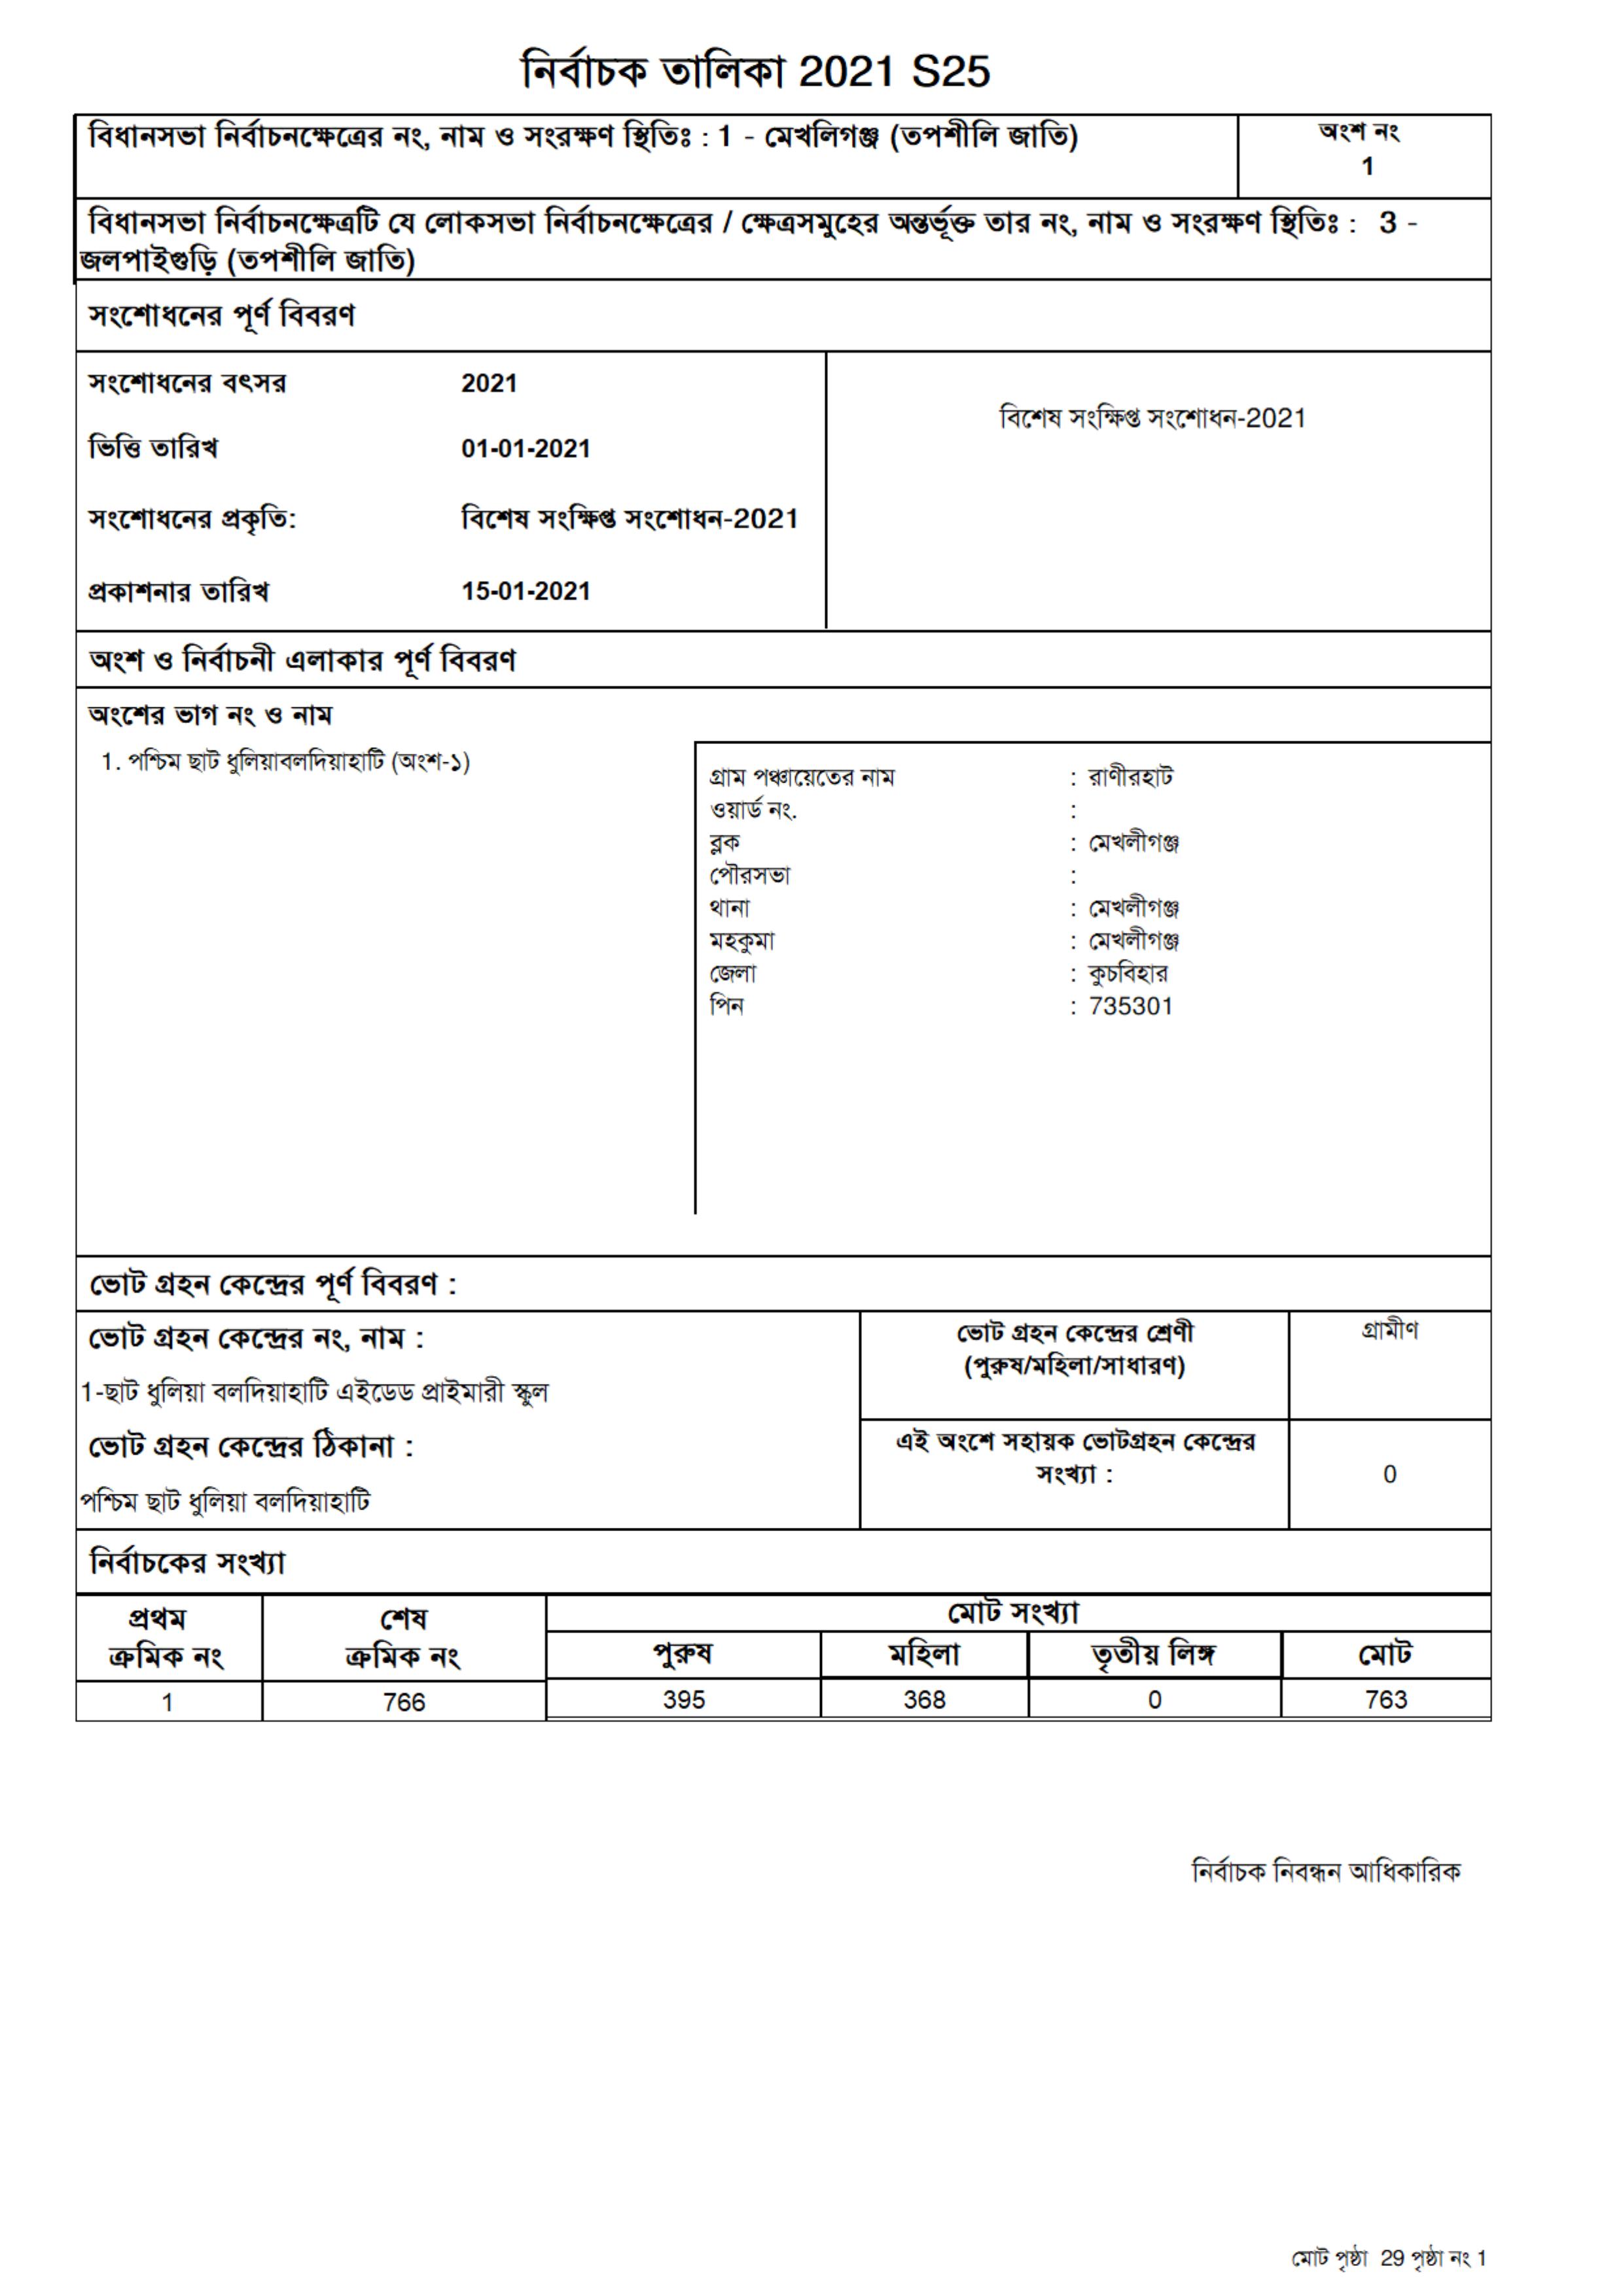 নির্বাচক তালিকা 2021 S25
বিধানসভা নির্বাচনক্ষেত্রের নং, নাম ও সংরক্ষণ স্থিতিঃ : 1 - মেখলিগঞ্জ (তপশীলি জাতি)
অংশ নং
1
বিধানসভা নির্বাচনক্ষেত্রটি যে লোকসভা নির্বাচনক্ষেত্রের / ক্ষেত্রসমুহের অন্তর্ভূক্ত তার নং, নাম ও সংরক্ষণ স্থিতিঃ : 3 -
জলপাইগুড়ি (তপশীলি জাতি)
সংশোধনের পূর্ণ বিবরণ
সংশোধনের বৎসর 2021
ভিত্তি তারিখ 01-01-2021
সংশোধনের প্রকৃতি: বিশেষ সংক্ষিপ্ত সংশোধন-2021
প্রকাশনার তারিখ 15-01-2021
বিশেষ সংক্ষিপ্ত সংশোধন-2021
অংশ ও নির্বাচনী এলাকার পূর্ণ বিবরণ
অংশের ভাগ নং ও নাম
1. পশ্চিম ছাট ধুলিয়াবলদিয়াহাটি (অংশ-১)
গ্রাম পঞ্চায়েতের নাম : রাণীরহাট
ওয়ার্ড নং. :
ব্লক : মেখলীগঞ্জ
পৌরসভা :
থানা : মেখলীগঞ্জ
মহকুমা : মেখলীগঞ্জ
জেলা : কুচবিহার
পিন : 735301
ভোট গ্রহন কেন্দ্রের পূর্ণ বিবরণ :
ভোট গ্রহন কেন্দ্রের নং, নাম :
1-ছাট ধুলিয়া বলদিয়াহাটি এইডেড প্রাইমারী স্কুল
ভোট গ্রহন কেন্দ্রের ঠিকানা :
পশ্চিম ছাট ধুলিয়া বলদিয়াহাটি
ভোট গ্রহন কেন্দ্রের শ্রেণী
(পুরুষ/মহিলা/সাধারণ)
গ্রামীণ
এই অংশে সহায়ক ভোটগ্রহন কেন্দ্রের
সংখ্যা :
0
নির্বাচকের সংখ্যা
প্রথম
ক্রমিক নং
শেষ
ক্রমিক নং
মোট সংখ্যা
পুরুষ মহিলা তৃতীয় লিঙ্গ মোট
1 766 395 368 0 763
নির্বাচক নিবন্ধন আধিকারিক
মোট পৃষ্ঠা 29 পৃষ্ঠা নং 1